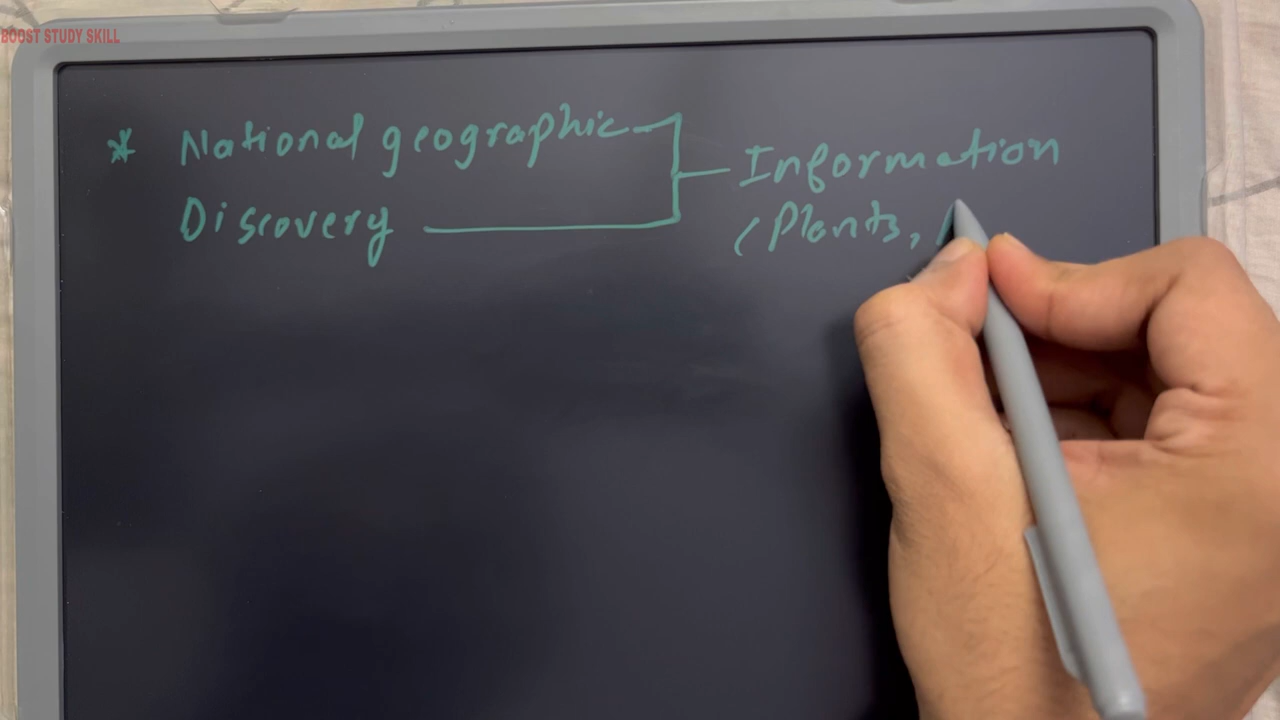 BOOST STUDY SKILL
* National geographic
Information
Discovery
(Plants,